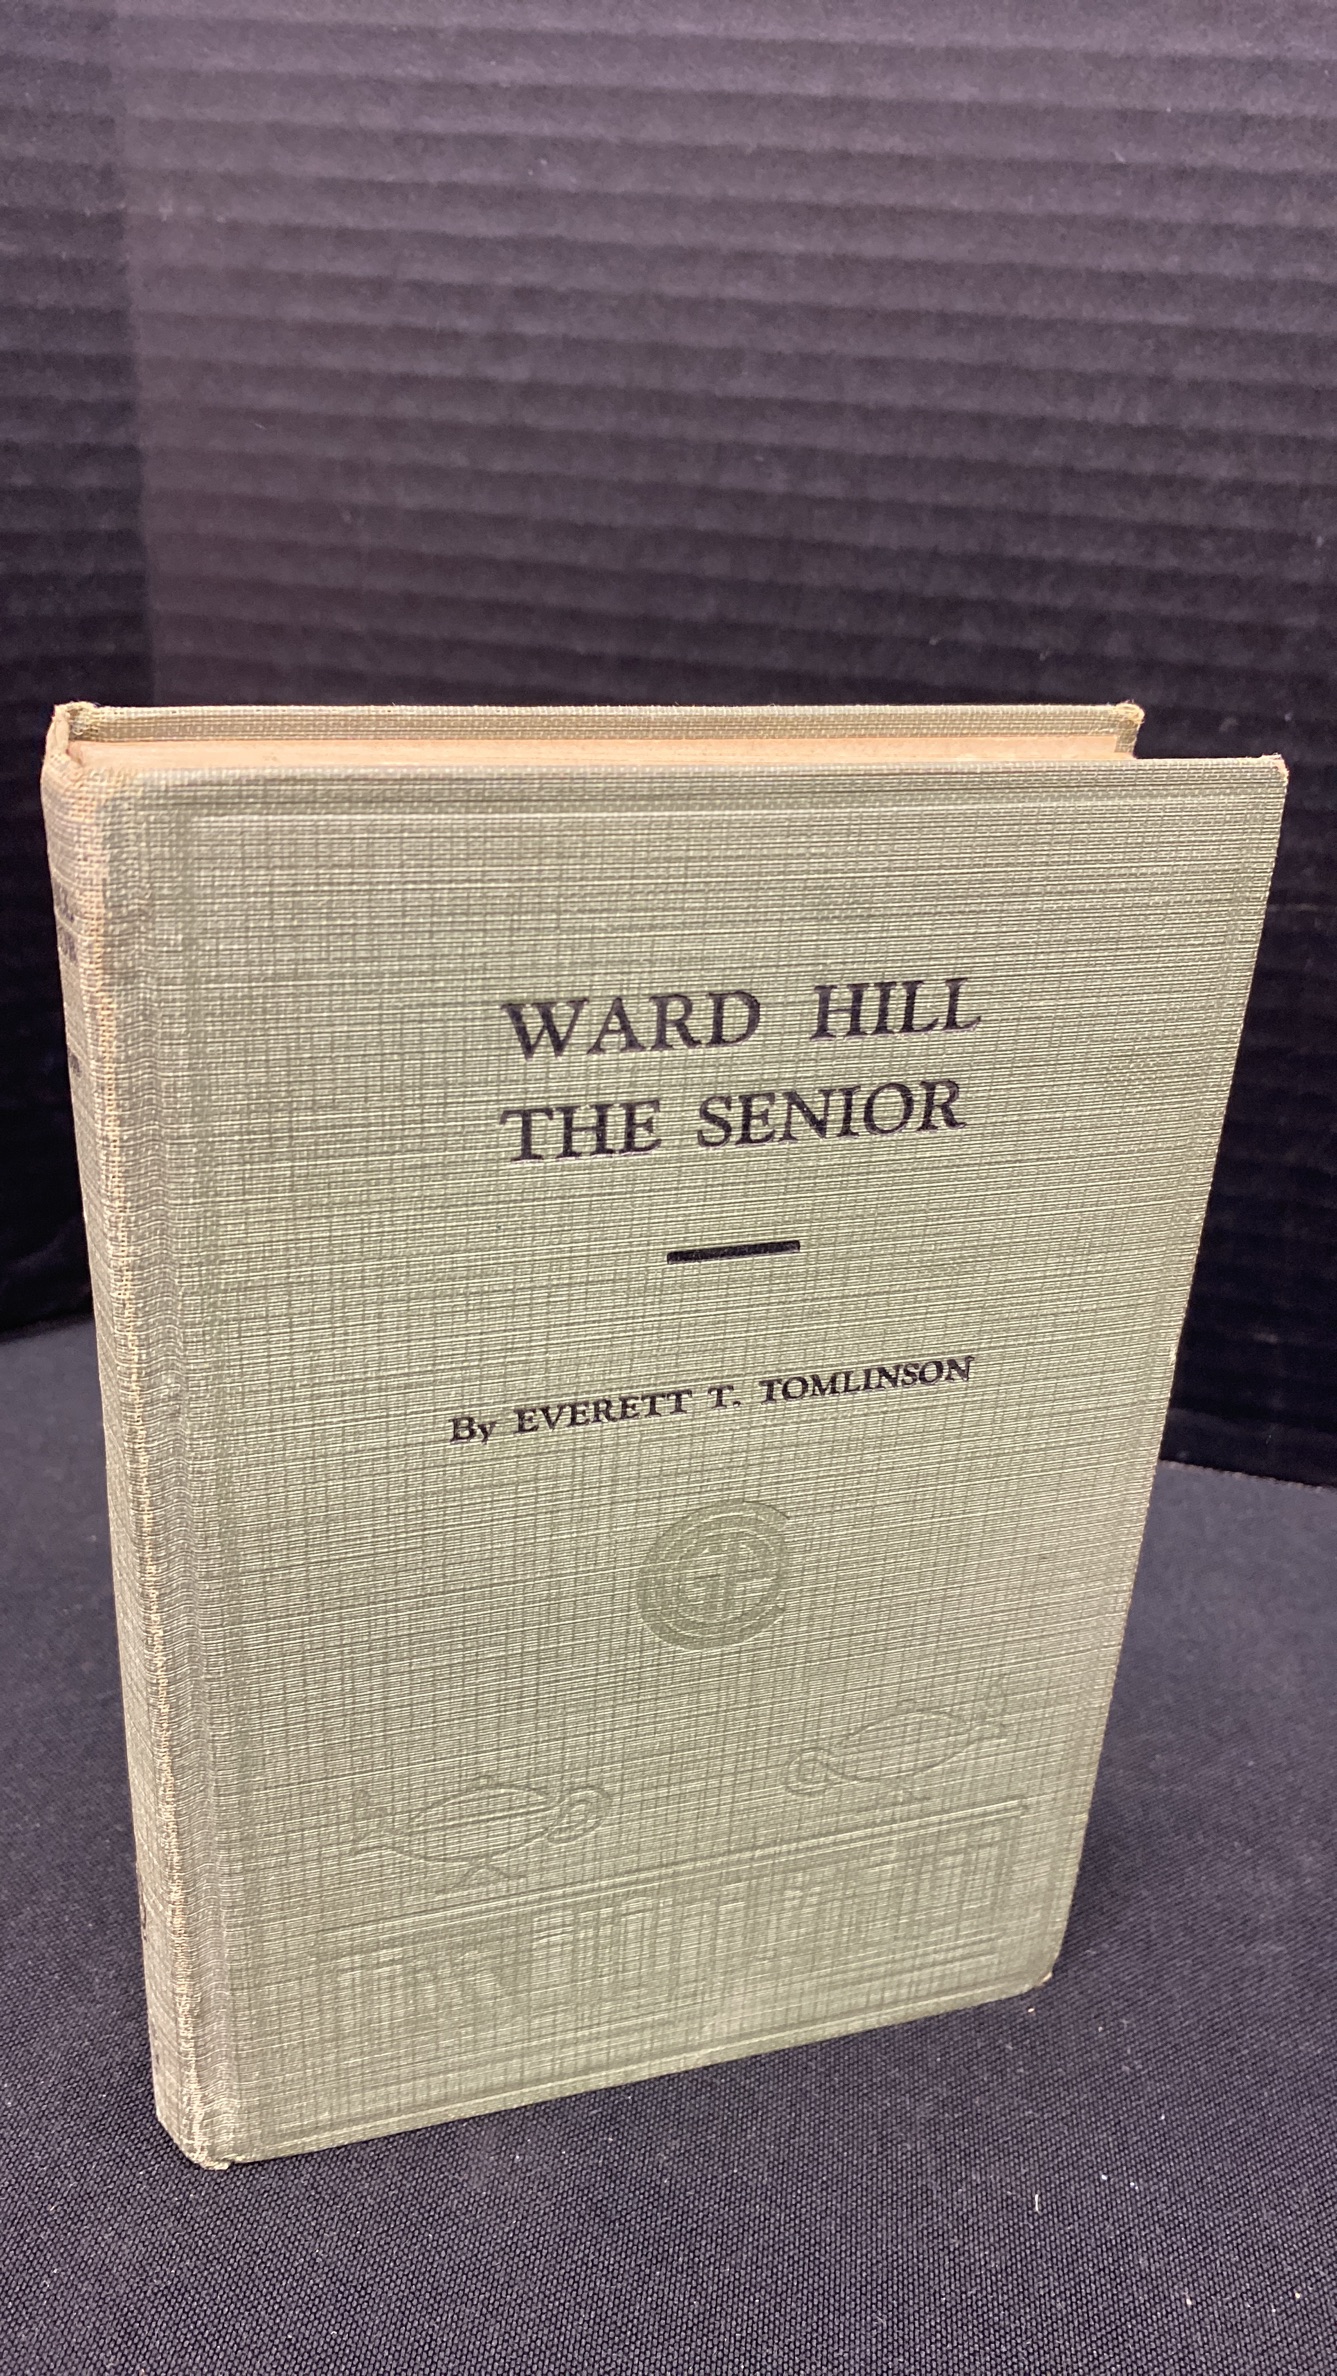 WARD HILL
THE SENIOR
By EVERETT T. TOMLINSON